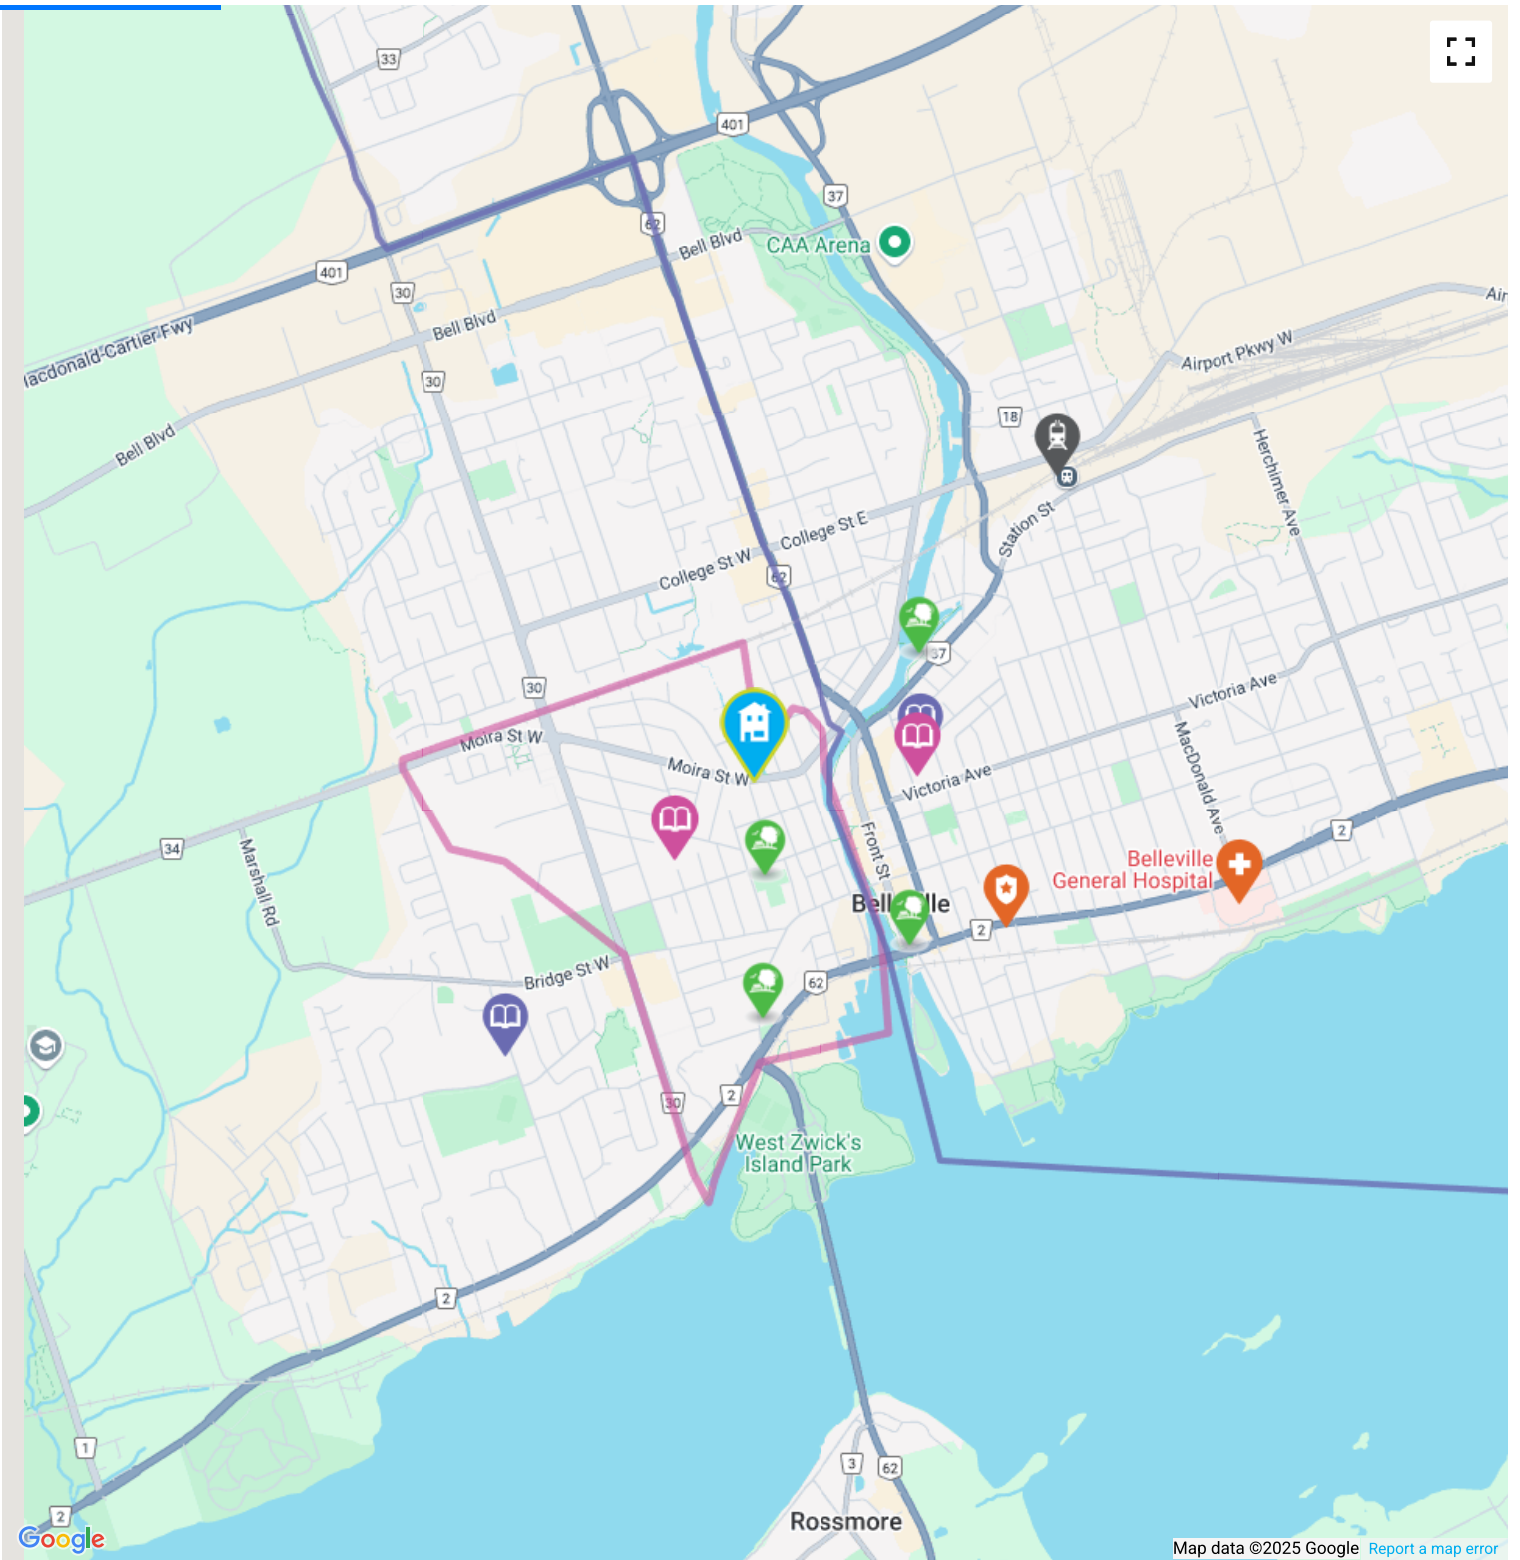 33
401
37
62
Bell Blvd
CAA Arena
401
30
Bell Blvd
Macdonald-Cartier Fwy
Airport Pkwy W
30
18
Bell Blvd
Herchimer Ave
Station St
College St E
College St W
62
37
30
Victoria Ave
Moira St W
Moira St W
MacDonald Ave
Victoria Ave
34
2
Front St
Marshall Rd
Belleville
General Hospital
2
Bridge St W
62
30
2
West Zwick's
Island Park
2
1
3
62
2
Rossmore
Google
Map data ©2025 Google
Report a map error